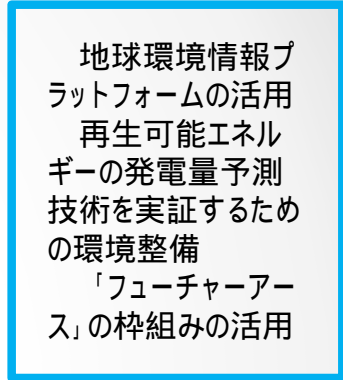 地球環境情報プ
ラットフォームの活用
　再生可能エネル
ギーの発電量予測
技術を実証するため
の環境整備
　「フューチャーアー
ス」の枠組みの活用